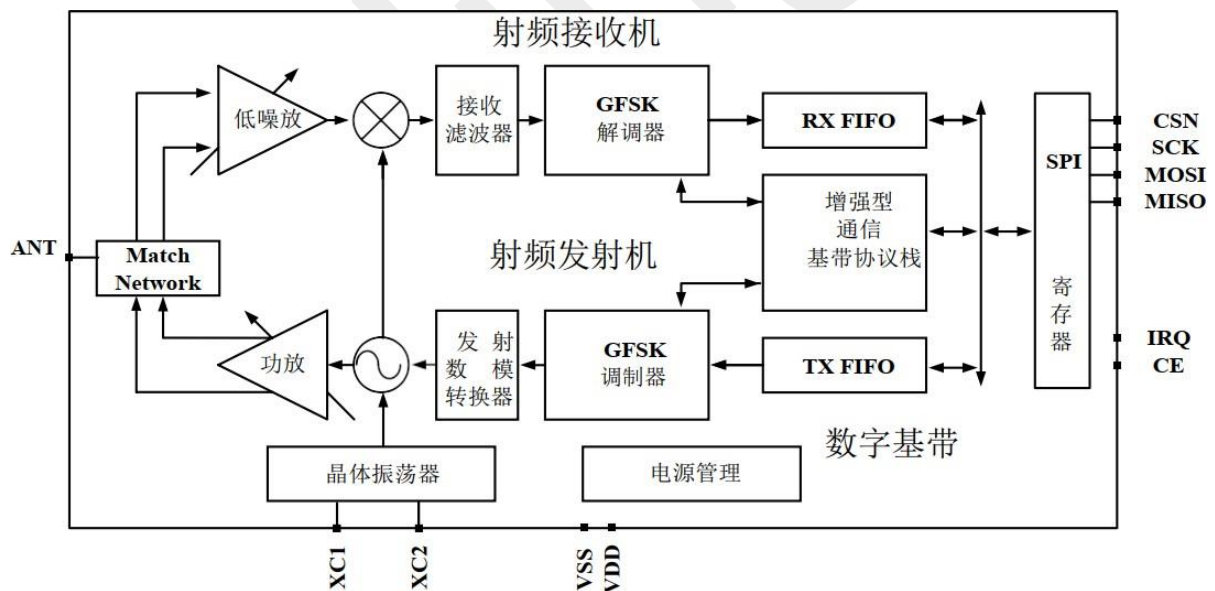 射频接收机
低噪放
接收
滤波器
GFSK
解调器
RX FIFO
SPI
寄存器
CSN
SCK
MOSI
MISO
增强型
通信
基带协议栈
ANT
Match
Network
射频发射机
功放
发 射
数 模
转换器
GFSK
调制器
TX FIFO
IRQ
CE
数字基带
晶体振荡器
电源管理
XC1
XC2
VSS
VDD